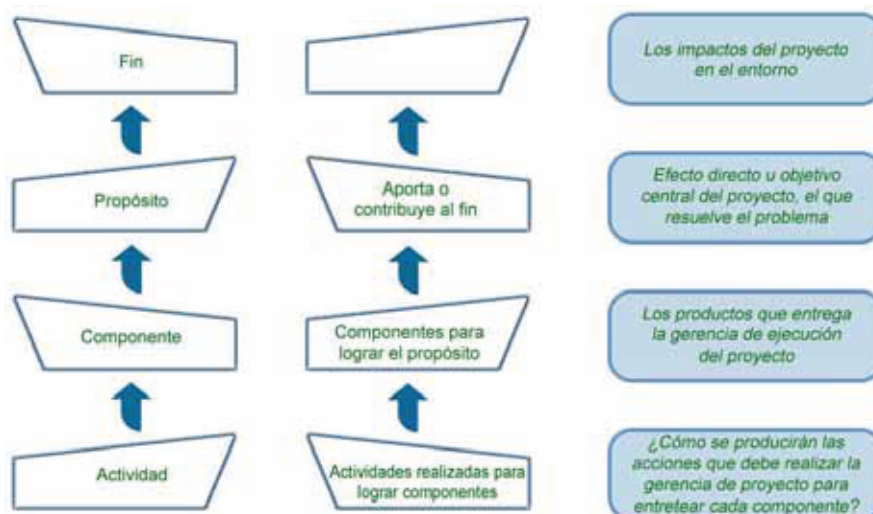 Fin
Los impactos del proyecto
en el entorno
Propósito
Aporta o
contribuye al fin
Efecto directo u objetivo
central del proyecto, el que
resuelve el problema
Componente
Componentes para
lograr el propósito
Los productos que entrega
la gerencia de ejecución
del proyecto
Actividad
Actividades realizadas para
lograr componentes
¿Cómo se producirán las
acciones que debe realizar la
gerencia de proyecto para
entretear cada componente?